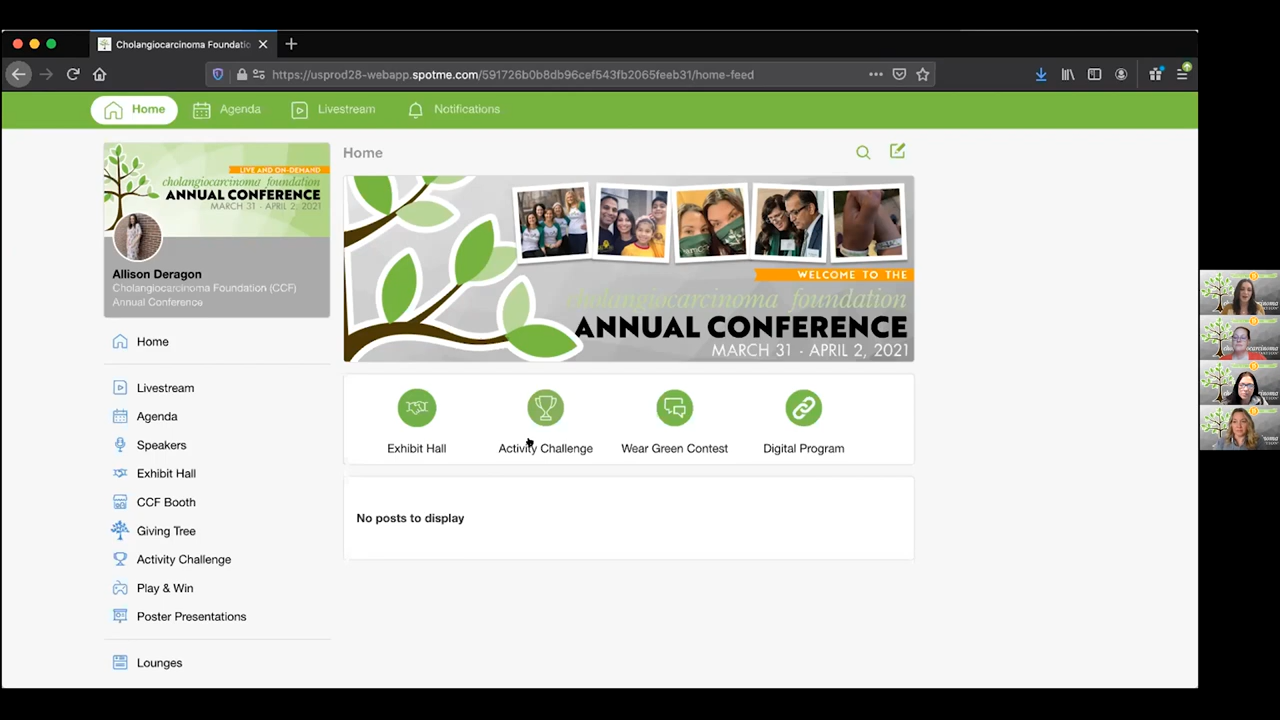 Cholangiocarcinoma Foundatic
https://usprod28-webapp.spotme.com/591726b0b8db96cef543fb2065feeb31/home-feed
Home
Agenda
Livestream
Notifications
LIVE AND ON-DEMAND
cholangiocarcinoma foundation
ANNUAL CONFERENCE
MARCH 31 - APRIL 2, 2021
Allison Deragon
Cholangiocarcinoma Foundation (CCF)
Annual Conference
Home
Livestream
Agenda
Speakers
Exhibit Hall
CCF Booth
Giving Tree
Activity Challenge
Play & Win
Poster Presentations
Lounges
Home
WELCOME TO THE
cholangiocarcinoma foundation
ANNUAL CONFERENCE
MARCH 31 - APRIL 2, 2021
Exhibit Hall
Activity Challenge
Wear Green Contest
Digital Program
No posts to display